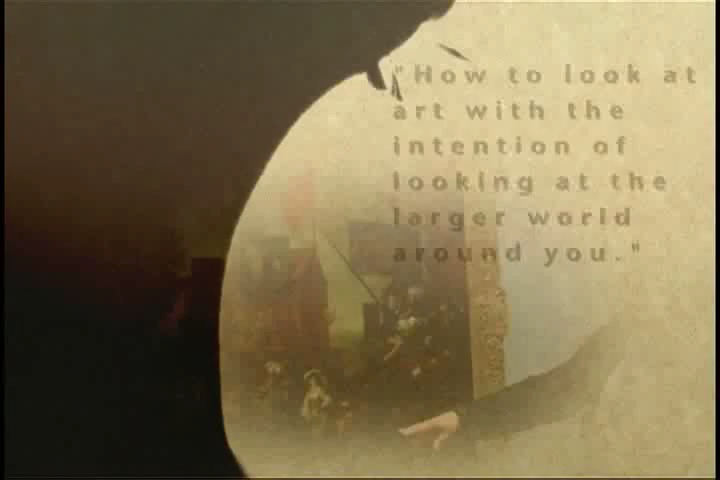 "How to look at
art with the
intention of
looking at the
larger world
around you."